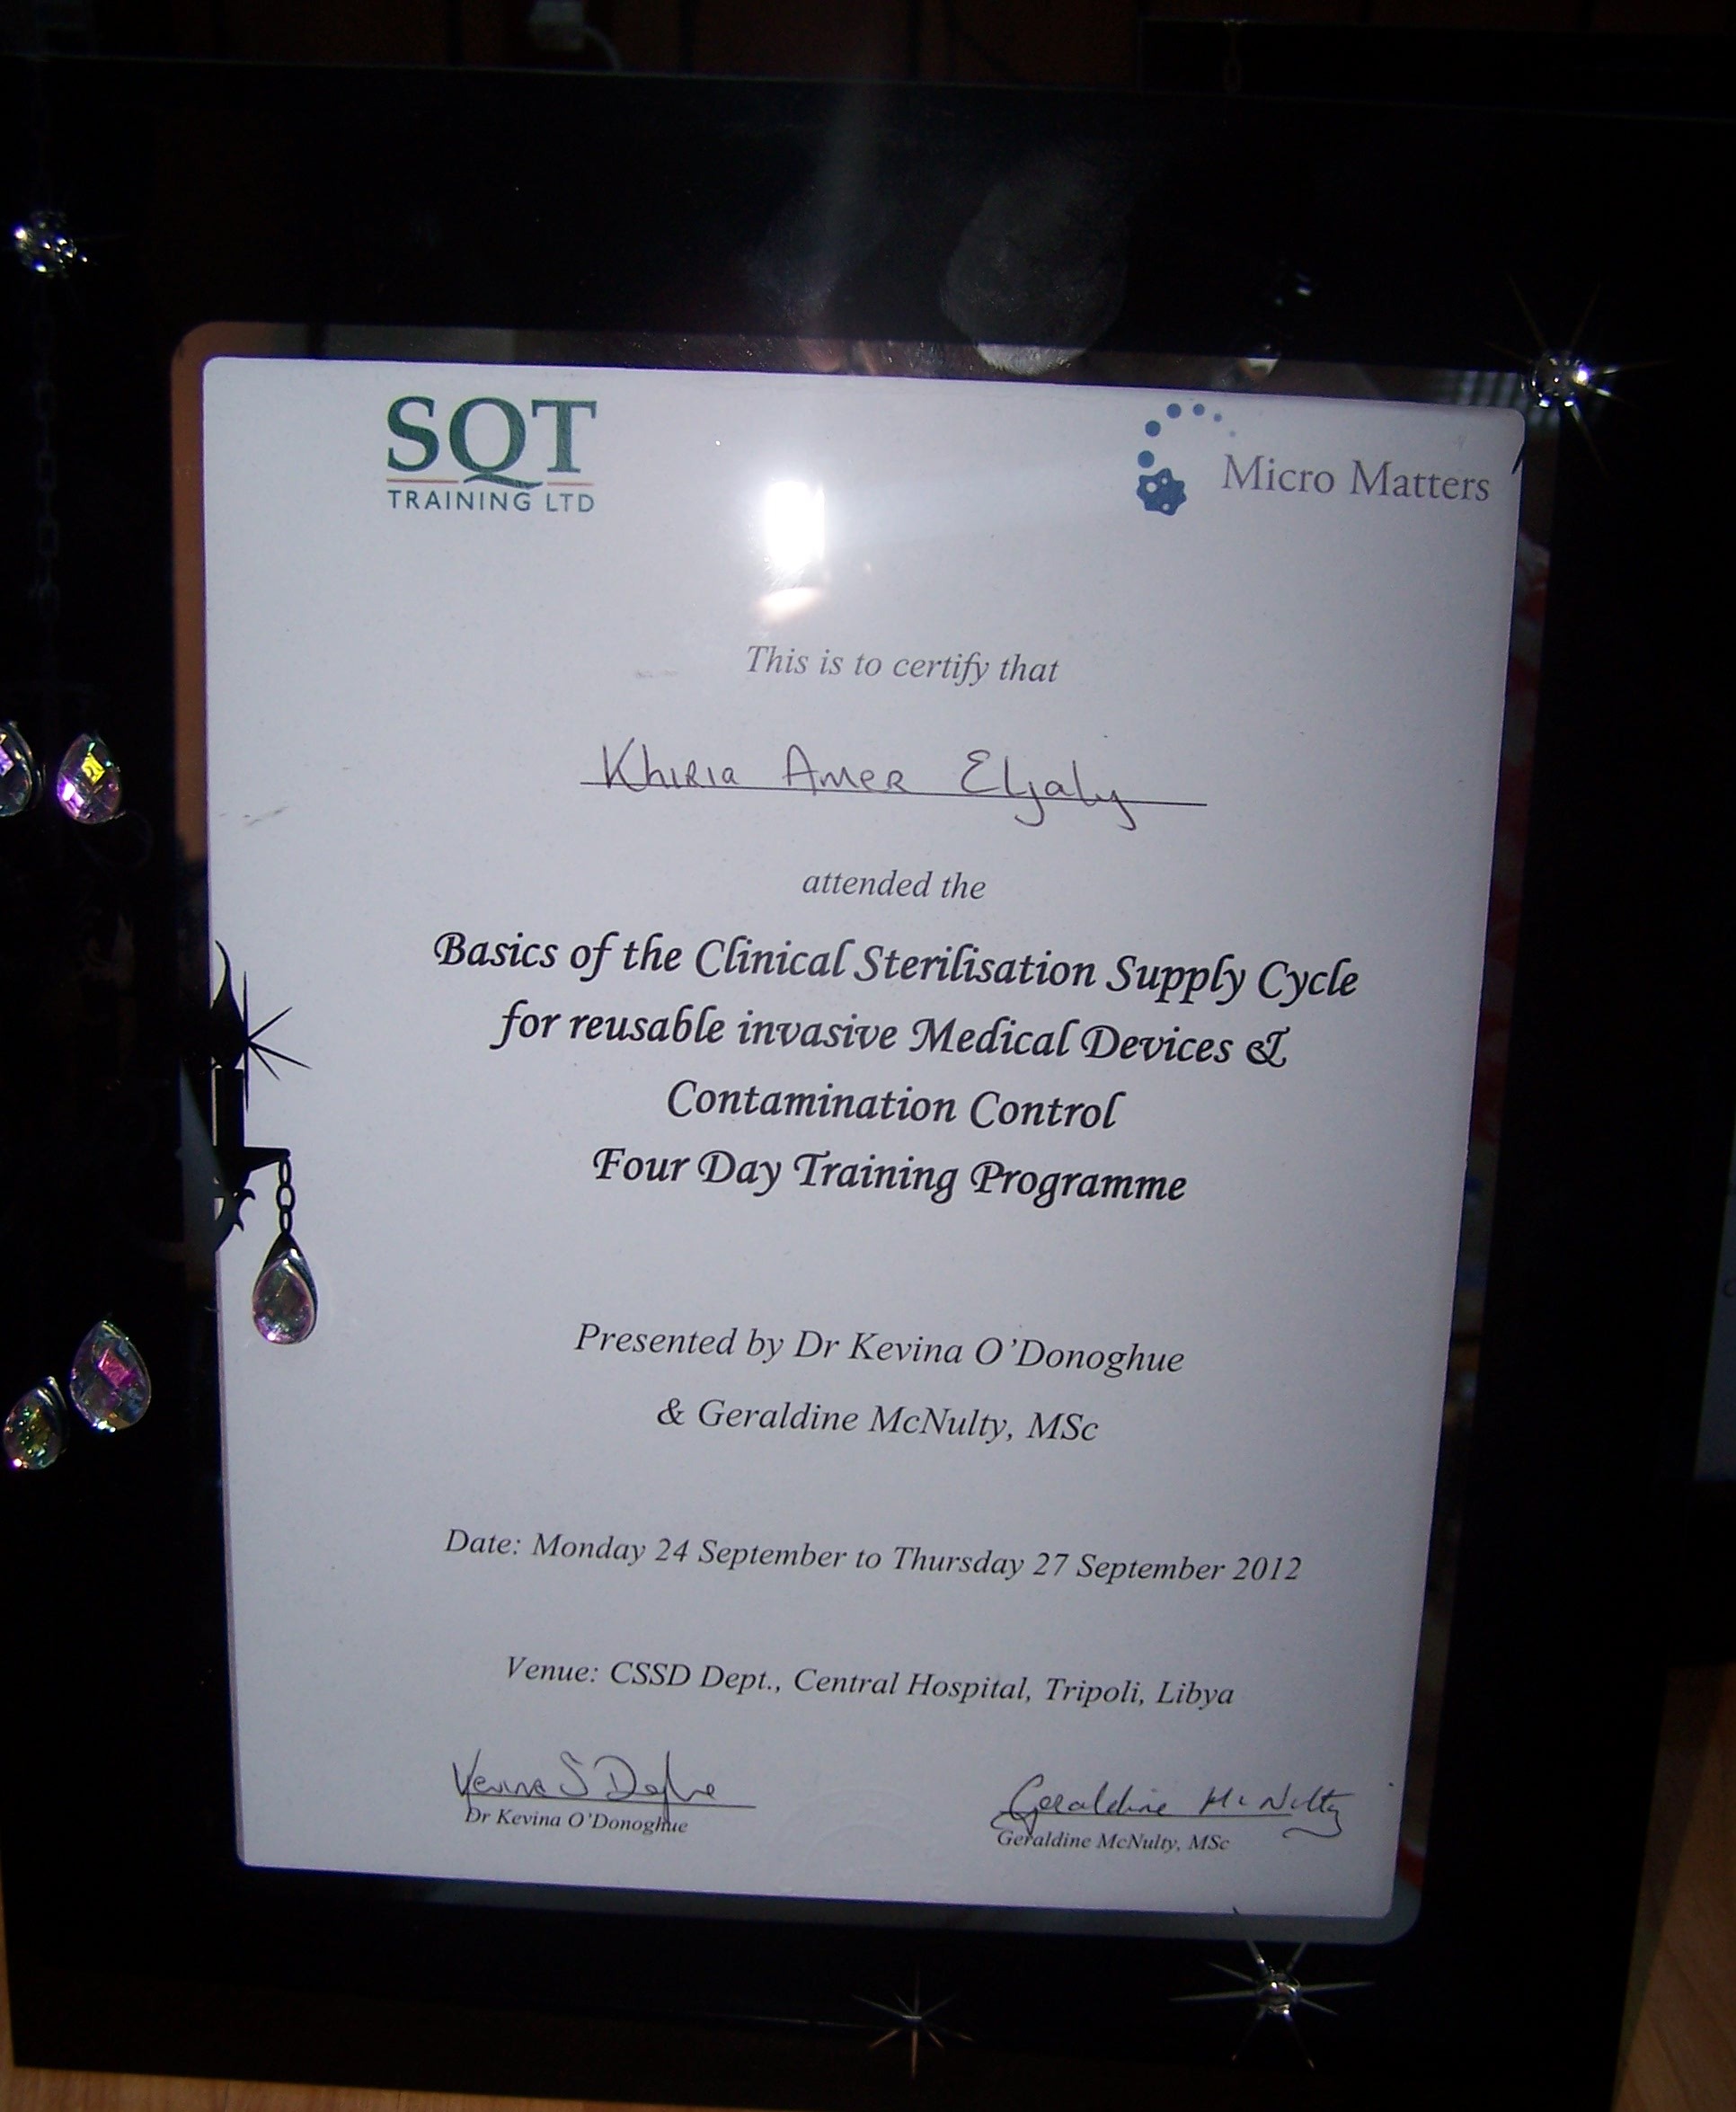 SQT
TRAINING LTD
Micro Matters
This is to certify that
Khiria Amer Eljaly
attended the
Basics of the Clinical Sterilisation Supply Cycle
for reusable invasive Medical Devices &
Contamination Control
Four Day Training Programme
Presented by Dr Kevina O'Donoghue
& Geraldine McNulty, MSc
Date: Monday 24 September to Thursday 27 September 2012
Venue: CSSD Dept., Central Hospital, Tripoli, Libya
Geraldine McNulty
Dr Kevina O'Donoghue
Geraldine McNulty, MSc